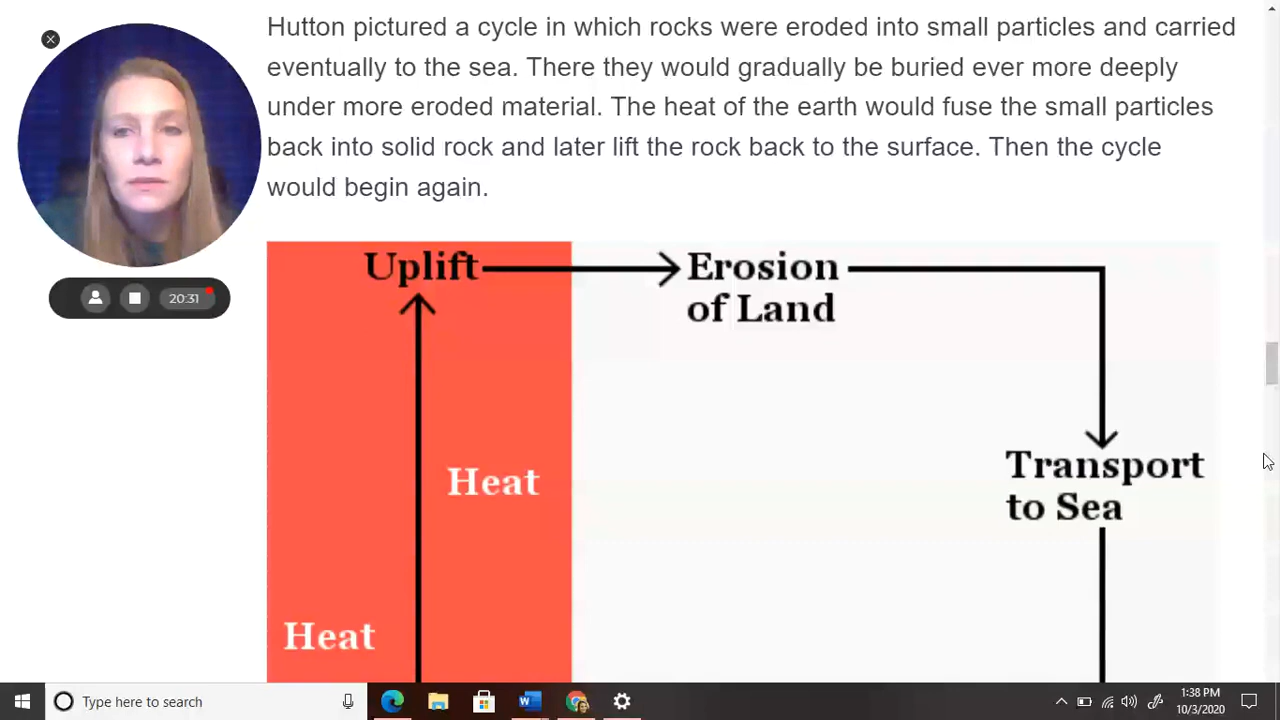 Hutton pictured a cycle in which rocks were eroded into small particles and carried
eventually to the sea. There they would gradually be buried ever more deeply
under more eroded material. The heat of the earth would fuse the small particles
back into solid rock and later lift the rock back to the surface. Then the cycle
would begin again.
20:31
Uplift
Erosion
of Land
Heat
Transport
to Sea
Heat
Type here to search
1:38 PM
10/3/2020